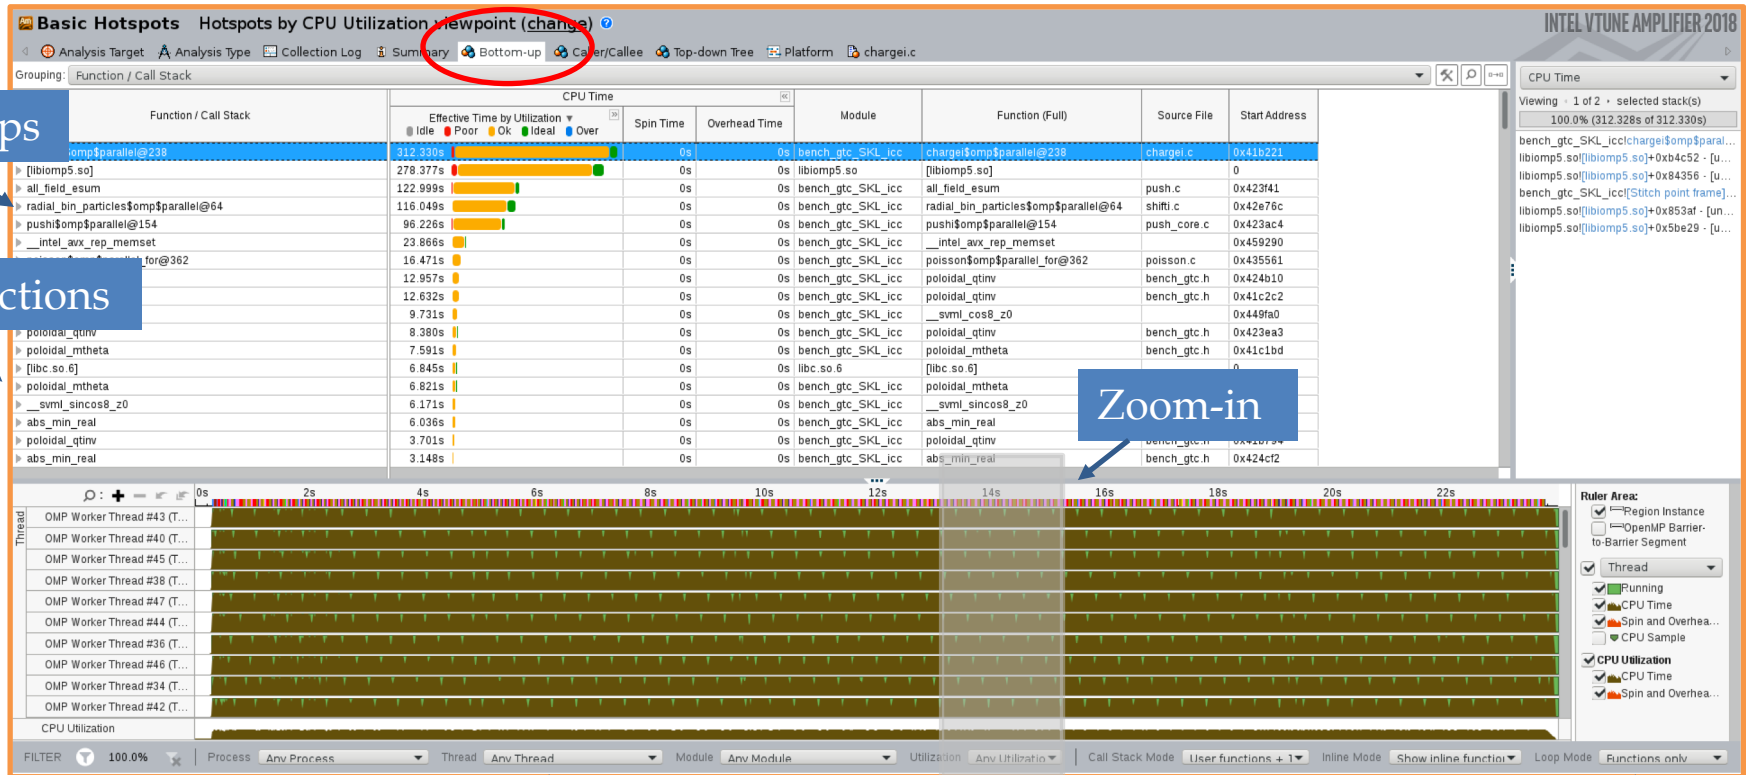 Basic Hotspots Hotspots by CPU Utilization viewpoint (change)
INTEL VTUNE AMPLIFIER 2018
Analysis Target Analysis Type Collection Log Summary Bottom-up Caller/Callee Top-down Tree Platform chargei.c
Grouping: Function / Call Stack
CPU Time
Viewing 1 of 2 selected stack(s)
100.0% (312.328s of 312.330s)
bench_gtc_SKL_icc!chargei$omp$paral...
libiomp5.so![libiomp5.so]+0xb4c52 - [u...
libiomp5.so![libiomp5.so]+0x84356 - [u...
bench_gtc_SKL_icc![Stitch point frame]...
libiomp5.so![libiomp5.so]+0x853af - [un...
libiomp5.so![libiomp5.so]+0x5be29 - [u...
ps
ctions
Zoom-in
Function / Call Stack CPU Time Module Function (Full) Source File Start Address
Effective Time by Utilization Spin Time Overhead Time
Idle Poor Ok Ideal Over
omp$parallel@238 312.330s 0s 0s bench_gtc_SKL_icc chargei$omp$parallel@238 chargei.c 0x41b221
[libiomp5.so] 278.377s 0s 0s libiomp5.so [libiomp5.so] 0
all_field_esum 122.999s 0s 0s bench_gtc_SKL_icc all_field_esum push.c 0x423f41
radial_bin_particles$omp$parallel@64 116.049s 0s 0s bench_gtc_SKL_icc radial_bin_particles$omp$parallel@64 shifti.c 0x42e76c
pushi$omp$parallel@154 96.226s 0s 0s bench_gtc_SKL_icc pushi$omp$parallel@154 push_core.c 0x423ac4
__intel_avx_rep_memset 23.866s 0s 0s bench_gtc_SKL_icc __intel_avx_rep_memset 0x459290
poisson$omp$parallel_for@362 16.471s 0s 0s bench_gtc_SKL_icc poisson$omp$parallel_for@362 poisson.c 0x435561
12.957s 0s 0s bench_gtc_SKL_icc poloidal_qtinv bench_gtc.h 0x424b10
12.632s 0s 0s bench_gtc_SKL_icc poloidal_qtinv bench_gtc.h 0x41c2c2
9.731s 0s 0s bench_gtc_SKL_icc __svml_cos8_z0 0x449fa0
poloidal_qtinv 8.380s 0s 0s bench_gtc_SKL_icc poloidal_qtinv bench_gtc.h 0x423ea3
poloidal_mtheta 7.591s 0s 0s bench_gtc_SKL_icc poloidal_mtheta bench_gtc.h 0x41c1bd
[libc.so.6] 6.845s 0s 0s libc.so.6 [libc.so.6] 0
poloidal_mtheta 6.821s 0s 0s bench_gtc_SKL_icc poloidal_mtheta
__svml_sincos8_z0 6.171s 0s 0s bench_gtc_SKL_icc __svml_sincos8_z0
abs_min_real 6.036s 0s 0s bench_gtc_SKL_icc abs_min_real
poloidal_qtinv 3.701s 0s 0s bench_gtc_SKL_icc poloidal_qtinv bench_gtc.h 0x41b794
abs_min_real 3.148s 0s 0s bench_gtc_SKL_icc abs_min_real bench_gtc.h 0x424cf2
0s 2s 4s 6s 8s 10s 12s 14s 16s 18s 20s 22s
Thread
OMP Worker Thread #43 (T...
OMP Worker Thread #40 (T...
OMP Worker Thread #45 (T...
OMP Worker Thread #38 (T...
OMP Worker Thread #47 (T...
OMP Worker Thread #44 (T...
OMP Worker Thread #36 (T...
OMP Worker Thread #46 (T...
OMP Worker Thread #34 (T...
OMP Worker Thread #42 (T...
CPU Utilization
Ruler Area:
Region Instance
OpenMP Barrier-
to-Barrier Segment
Thread
Running
CPU Time
Spin and Overhea...
CPU Sample
CPU Utilization
CPU Time
Spin and Overhea...
FILTER 100.0% Process Any Process Thread Any Thread Module Any Module Utilization Any Utilizatio Call Stack Mode User functions + 1 Inline Mode Show inline function Loop Mode Functions only